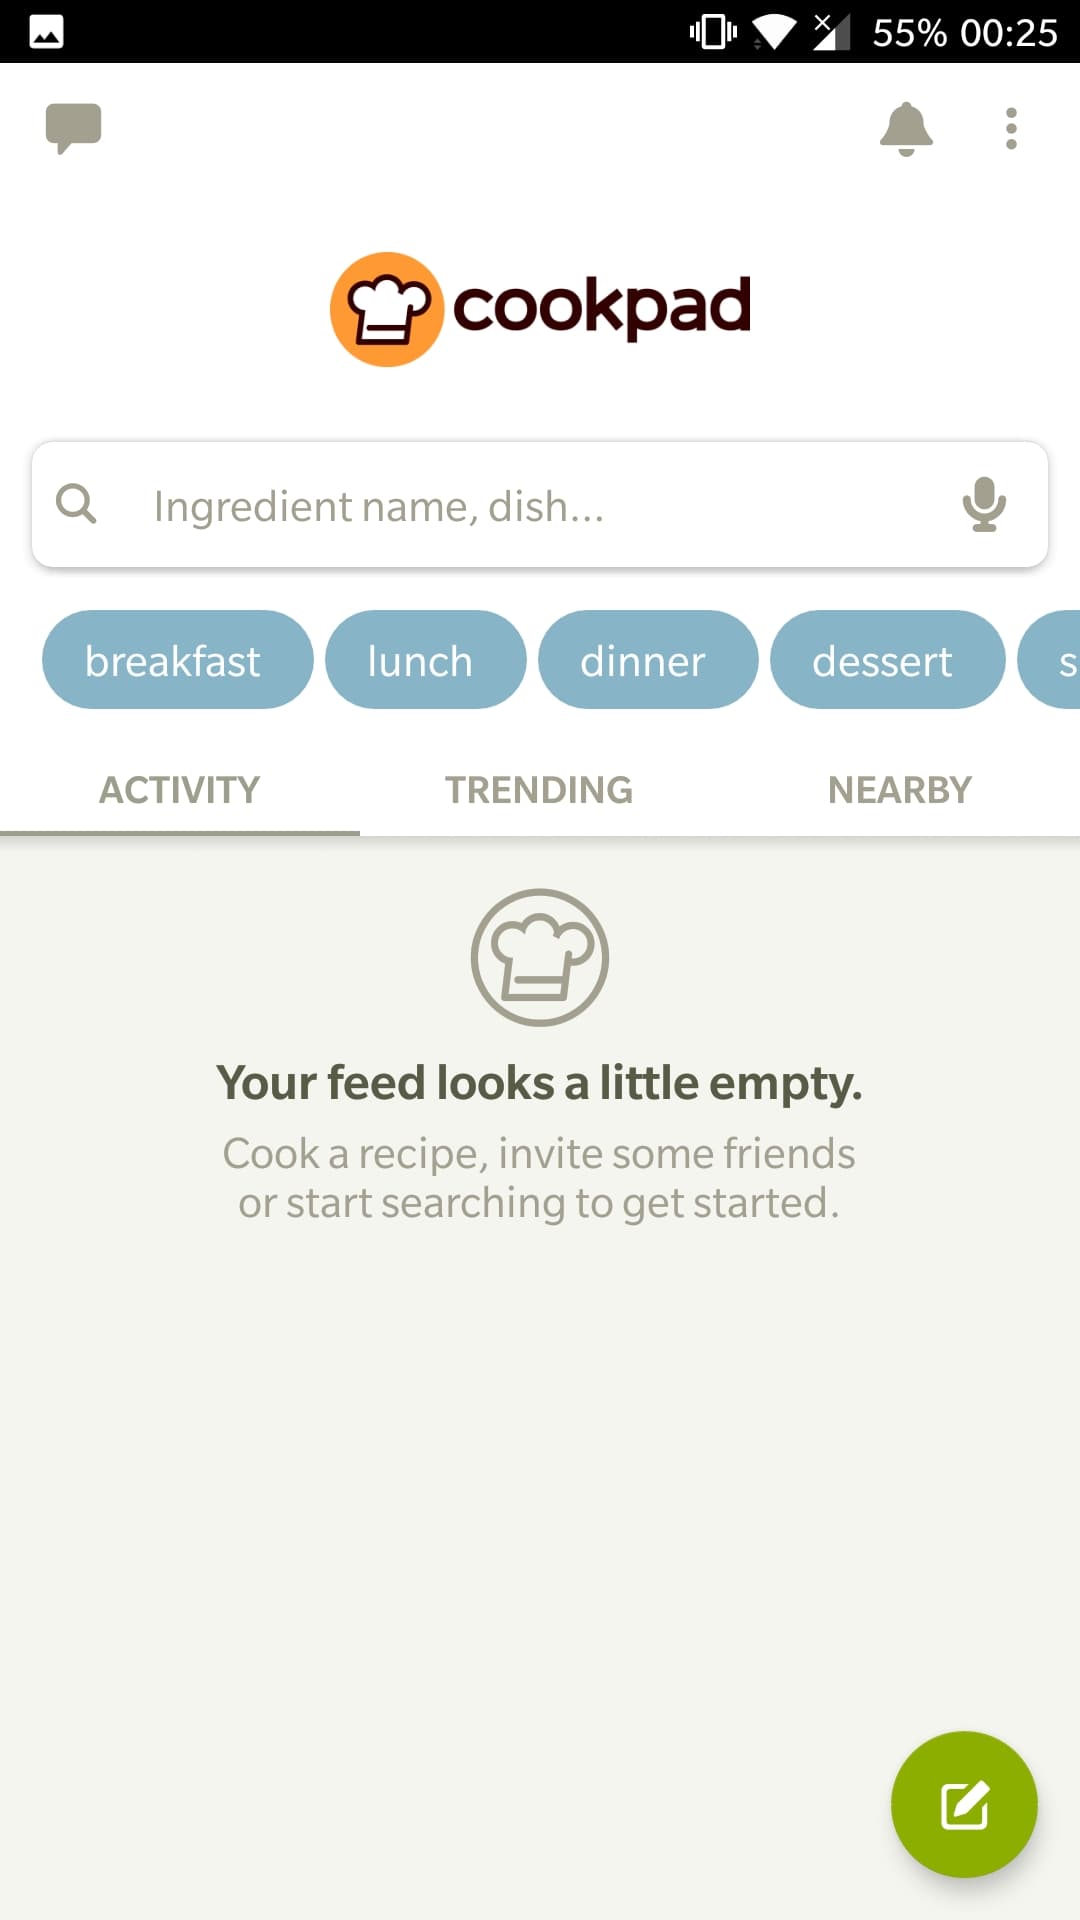 55% 00:25
cookpad
Ingredient name, dish...
breakfast lunch dinner dessert s
ACTIVITY TRENDING NEARBY
Your feed looks a little empty.
Cook a recipe, invite some friends
or start searching to get started.